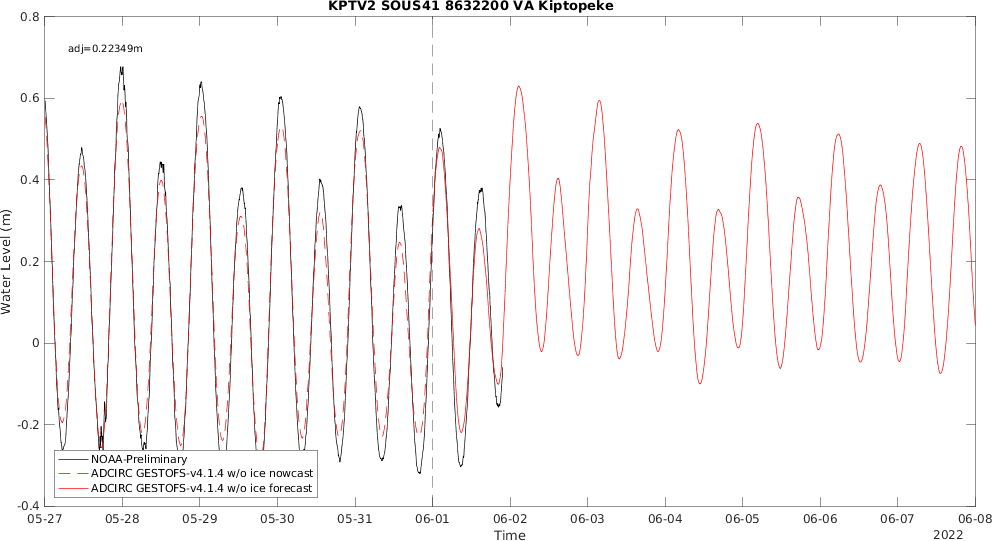 KPTV2 SOUS41 8632200 VA Kiptopeke
adj=0.22349m
0.8
0.6
0.4
0.2
0
-0.2
-0.4
Water Level (m)
NOAA-Preliminary
ADCIRC GESTOFS-v4.1.4 w/o ice nowcast
ADCIRC GESTOFS-v4.1.4 w/o ice forecast
05-27 05-28 05-29 05-30 05-31 06-01 06-02 06-03 06-04 06-05 06-06 06-07 06-08
Time
2022